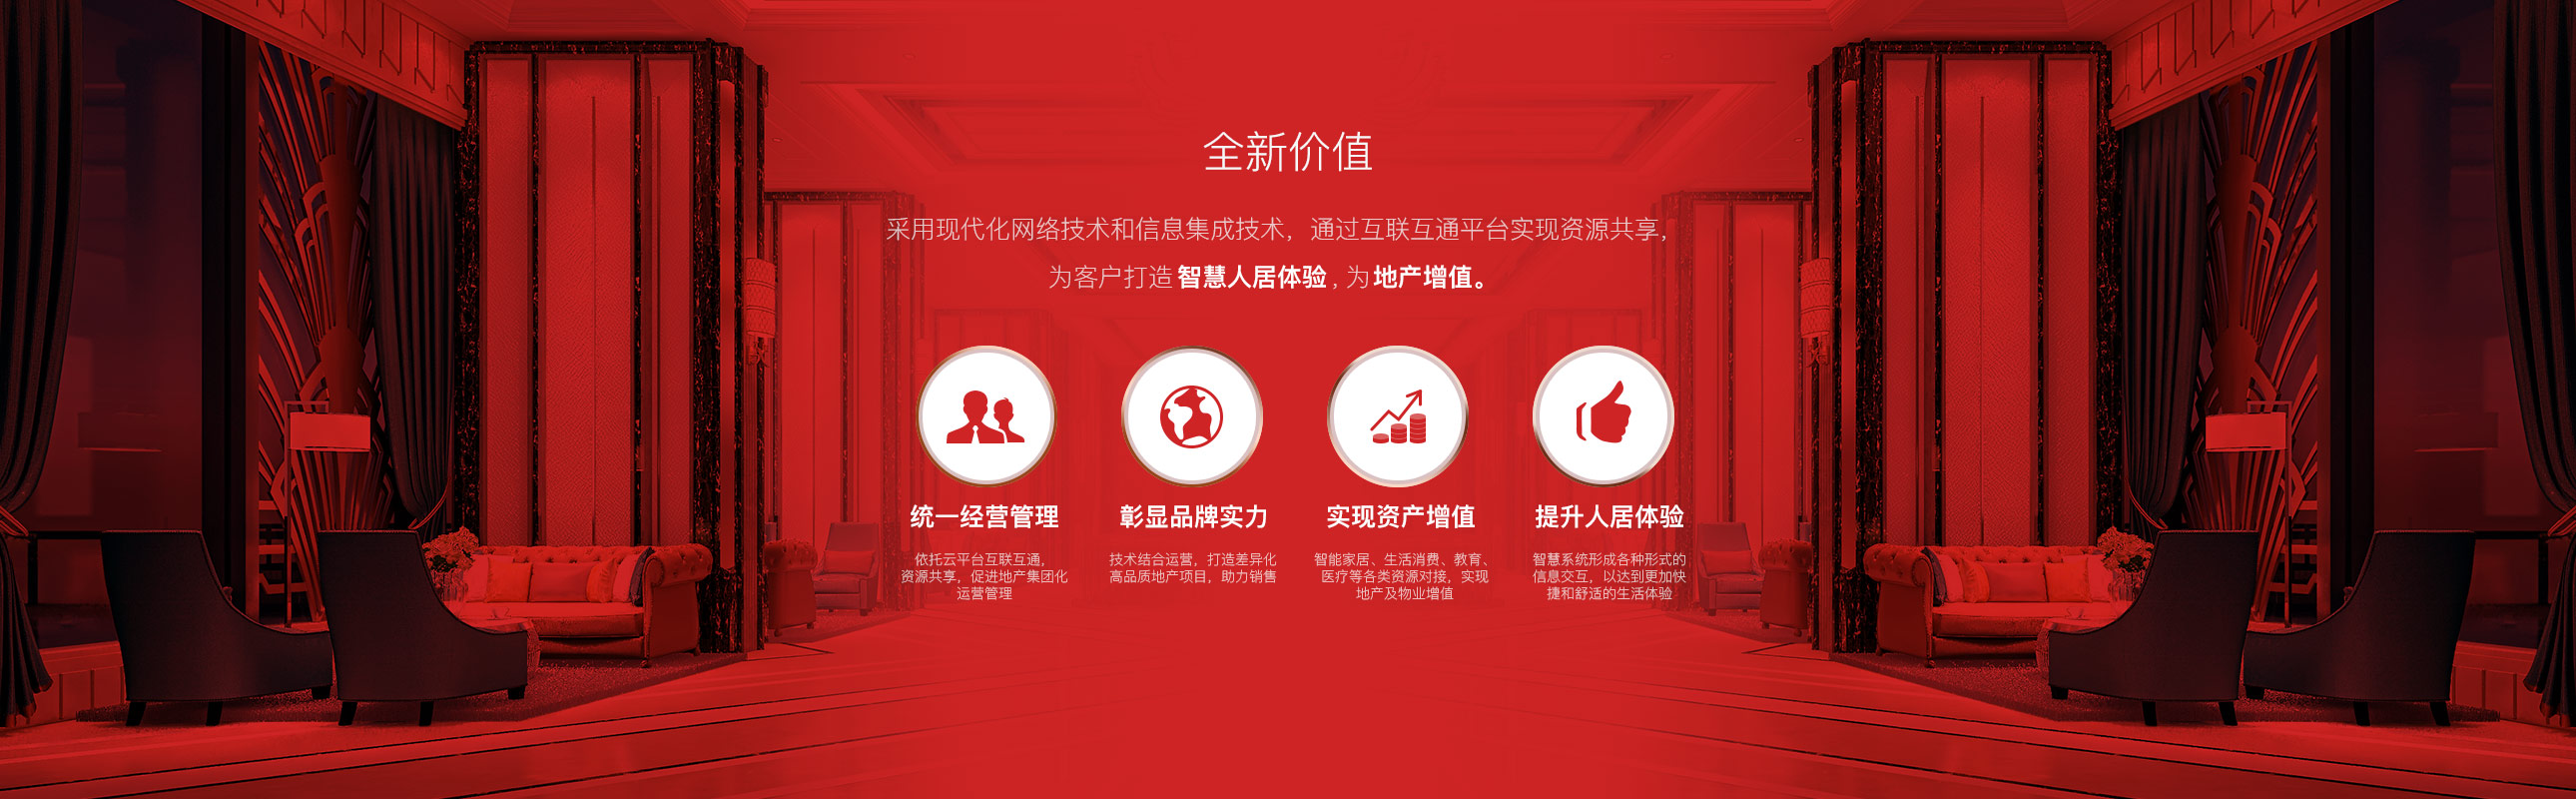 全新价值
采用现代化网络技术和信息集成技术，通过互联互通平台实现资源共享，
为客户打造 智慧人居体验，为 地产增值。
统一经营管理
依托云平台互联互通，
资源共享，促进地产集团化
运营管理
彰显品牌实力
技术结合运营，打造差异化
高品质地产项目，助力销售
实现资产增值
智能家居、生活消费、教育、
医疗等各类资源对接，实现
地产及物业增值
提升人居体验
智慧系统形成各种形式的
信息交互，以达到更加快
捷和舒适的生活体验